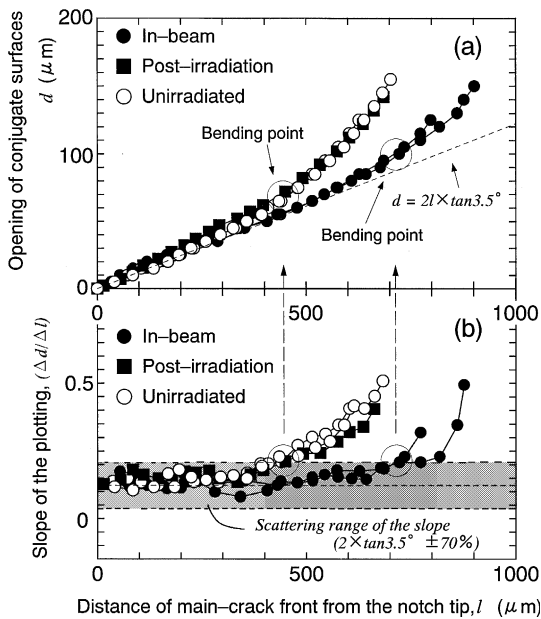 (a)
In–beam
Post–irradiation
Unirradiated
Bending point
Bending point
d = 2l×tan3.5°
200
100
0
Opening of conjugate surfaces
d (μm)
0
500
1000
(b)
In–beam
Post–irradiation
Unirradiated
0.5
0
Slope of the plotting, (Δd/Δl)
Scattering range of the slope
(2×tan3.5° ±70%)
0
500
1000
Distance of main–crack front from the notch tip, l (μm)